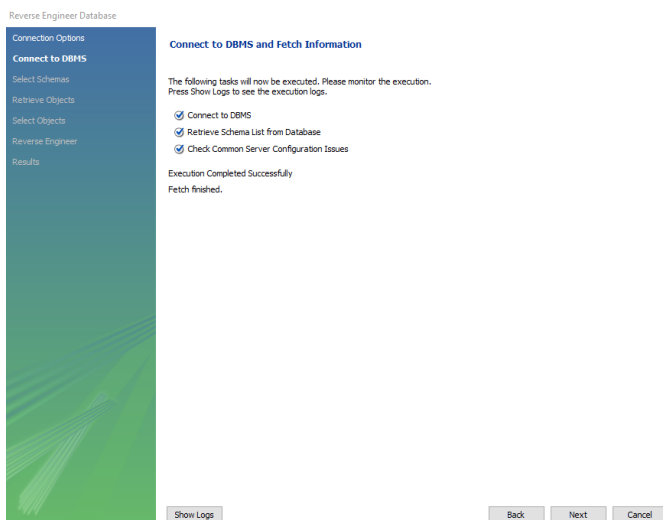 Reverse Engineer Database
Connection Options
Connect to DBMS
Select Schemas
Retrieve Objects
Select Objects
Reverse Engineer
Results
Connect to DBMS and Fetch Information
The following tasks will now be executed. Please monitor the execution.
Press Show Logs to see the execution logs.
Connect to DBMS
Retrieve Schema List from Database
Check Common Server Configuration Issues
Execution Completed Successfully
Fetch finished.
Show Logs
Back
Next
Cancel